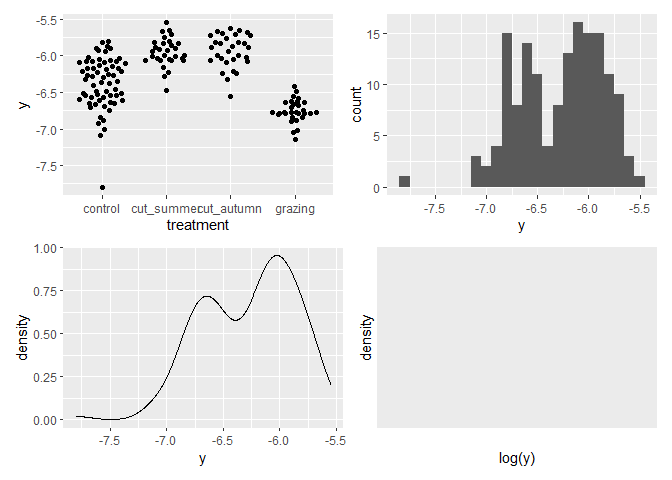 -5.5
-6.0
-6.5
-7.0
-7.5
y
control cut_summer cut_autumn grazing
treatment
15
10
5
0
count
-7.5 -7.0 -6.5 -6.0 -5.5
y
1.00
0.75
0.50
0.25
0.00
density
-7.5 -7.0 -6.5 -6.0 -5.5
y
density
log(y)